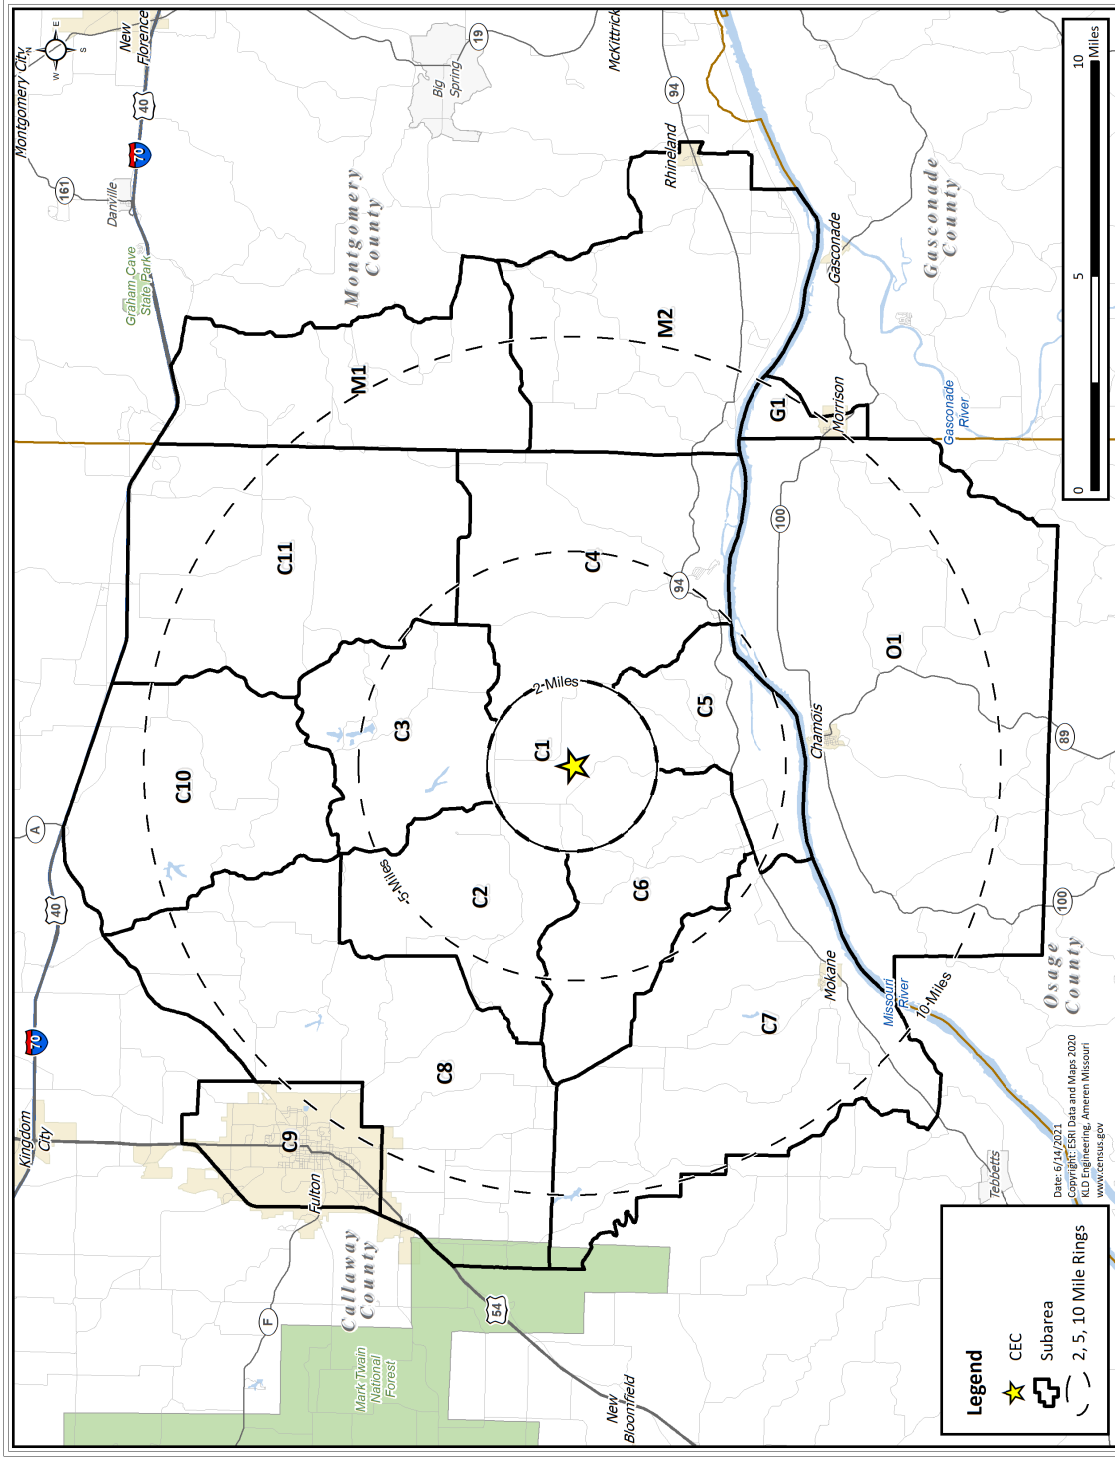 Kingdom
City
70
40
A
Montgomery City
New
Florence
N
E
S
W
161
40
70
Danville
Graham Cave
State Park
Big
Spring
19
McKittrick
94
Rhineland
Montgomery
County
M1
M2
C11
C10
C9
Fulton
C8
C3
C2
C1
2-Miles
5-Miles
C4
C5
C6
C7
94
F
Callaway
County
54
Mark Twain
National
Forest
New
Bloomfield
Mokane
Chamois
Missouri
River
10-Miles
Tebbetts
Osage
County
100
89
O1
100
G1
Morrison
Gasconade
Gasconade
County
Gasconade
River
0
5
10
Miles
Date: 6/14/2021
Copyright: ESRI Data and Maps 2020
KLD Engineering, Ameren Missouri
www.census.gov
Legend
CEC
Subarea
2, 5, 10 Mile Rings